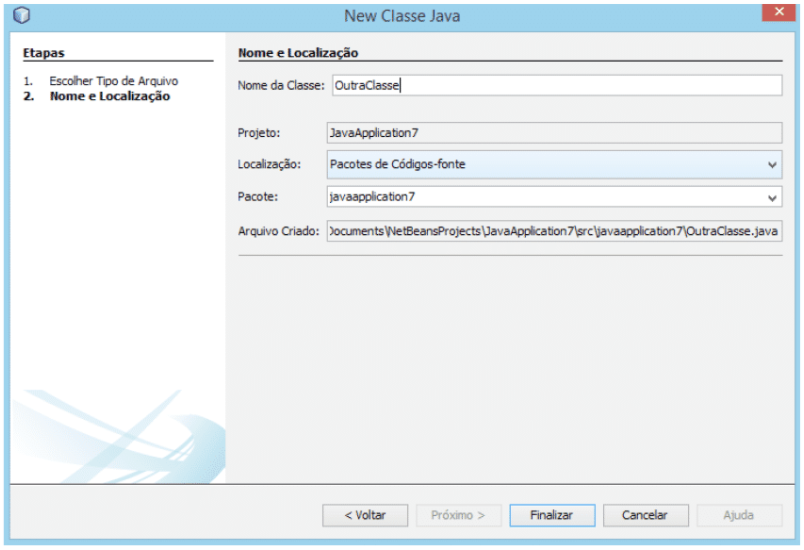 New Classe Java
Etapas
1. Escolher Tipo de Arquivo
2. Nome e Localização
Nome e Localização
Nome da Classe: OutraClasse
Projeto: JavaApplication7
Localização: Pacotes de Códigos-fonte
Pacote: javaapplication7
Arquivo Criado: Documents\NetBeansProjects\JavaApplication7\src\javaapplication7\OutraClasse.java
< Voltar Próximo > Finalizar Cancelar Ajuda